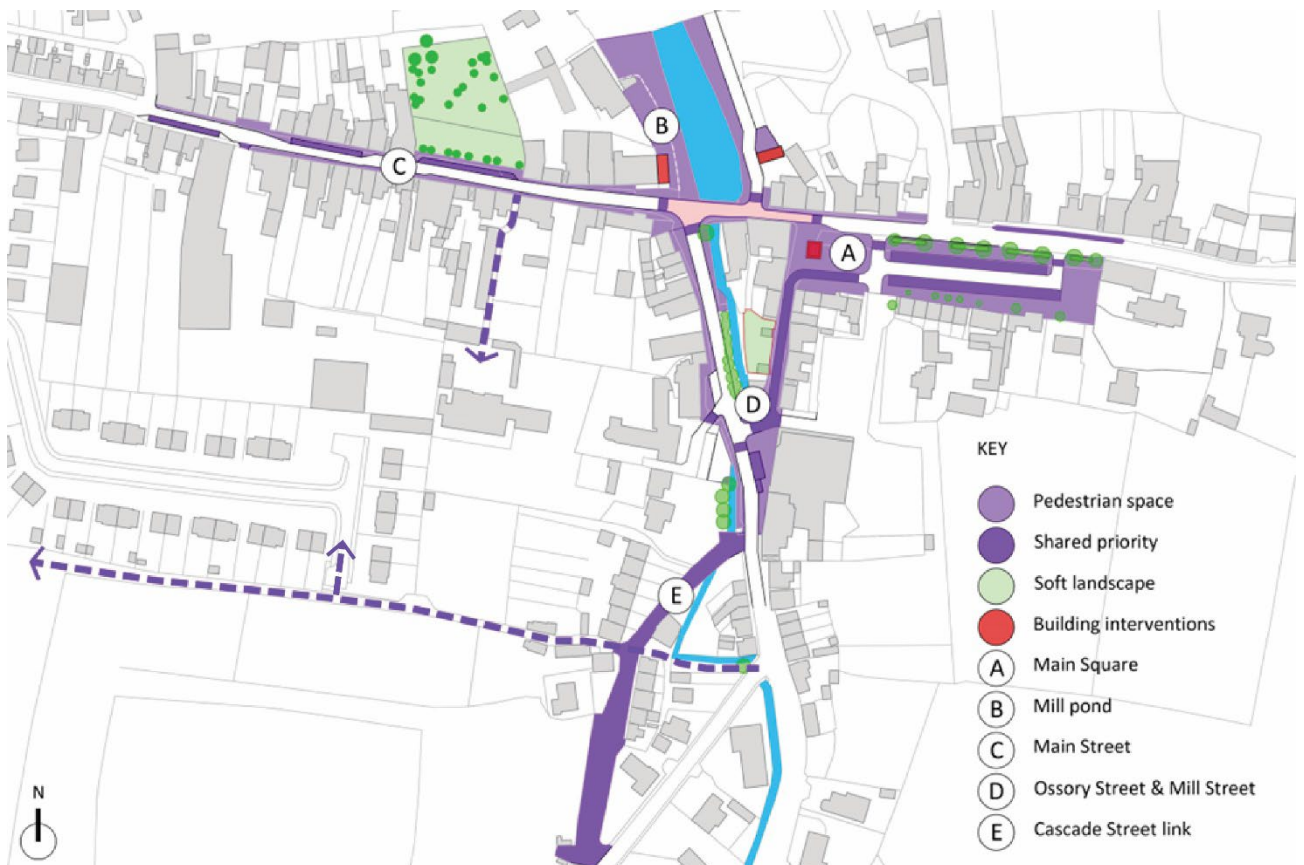 B
C
A
D
E
KEY
Pedestrian space
Shared priority
Soft landscape
Building interventions
A Main Square
B Mill pond
C Main Street
D Ossory Street & Mill Street
E Cascade Street link
N